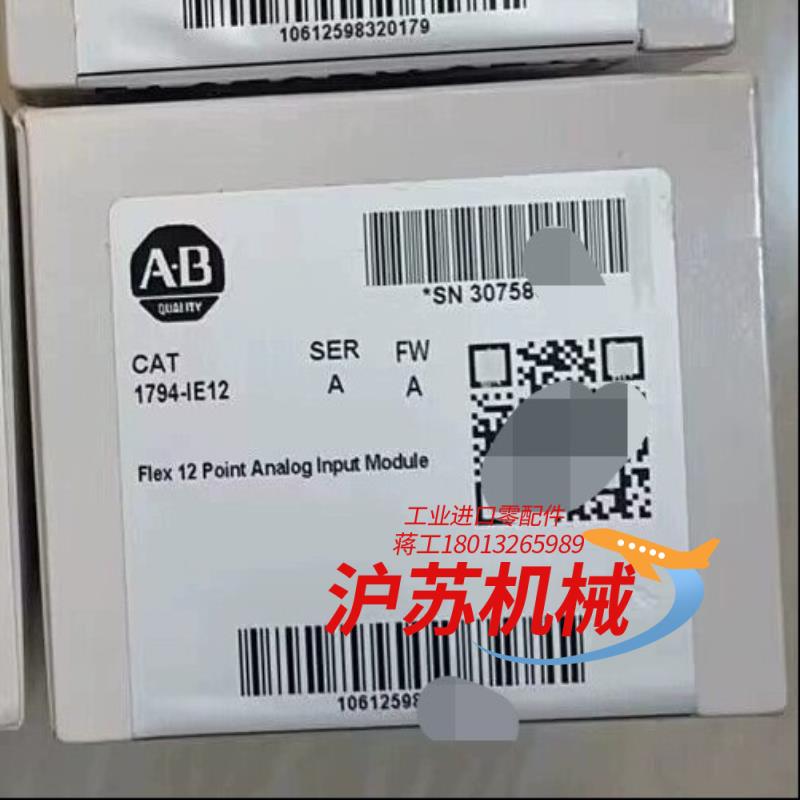 10612598320179
A-B
QUALITY
*SN 30758
CAT SER FW
1794-IE12 A A
Flex 12 Point Analog Input Module
工业进口零配件
蒋工18013265989
沪苏机械
10612598